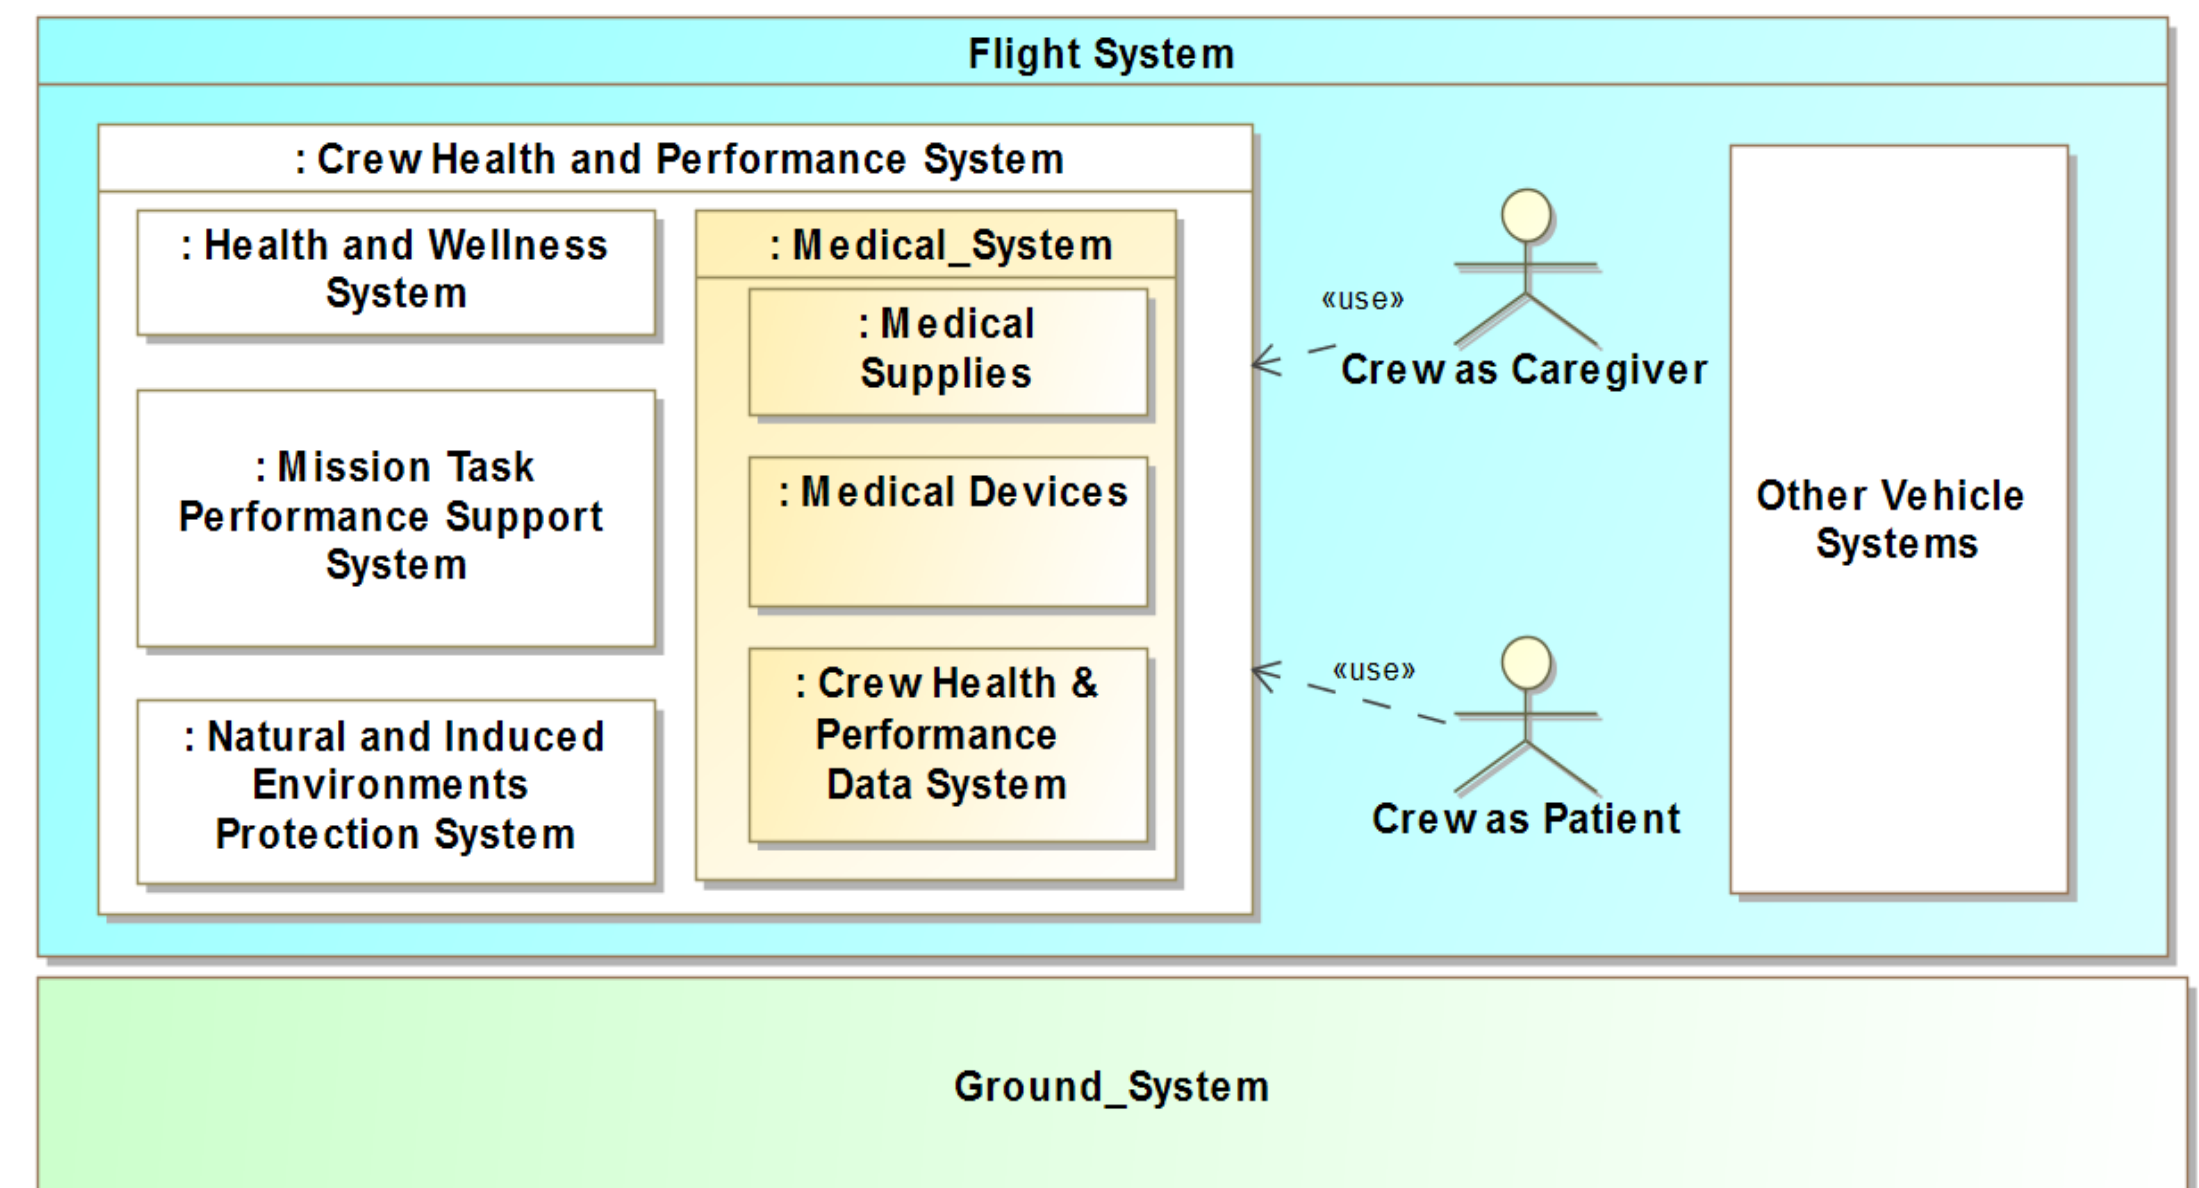 Flight System
: Crew Health and Performance System
: Health and Wellness
System
: Mission Task
Performance Support
System
: Natural and Induced
Environments
Protection System
: Medical_System
: Medical
Supplies
: Medical Devices
: Crew Health &
Performance
Data System
«use»
Crew as Caregiver
«use»
Crew as Patient
Other Vehicle
Systems
Ground_System